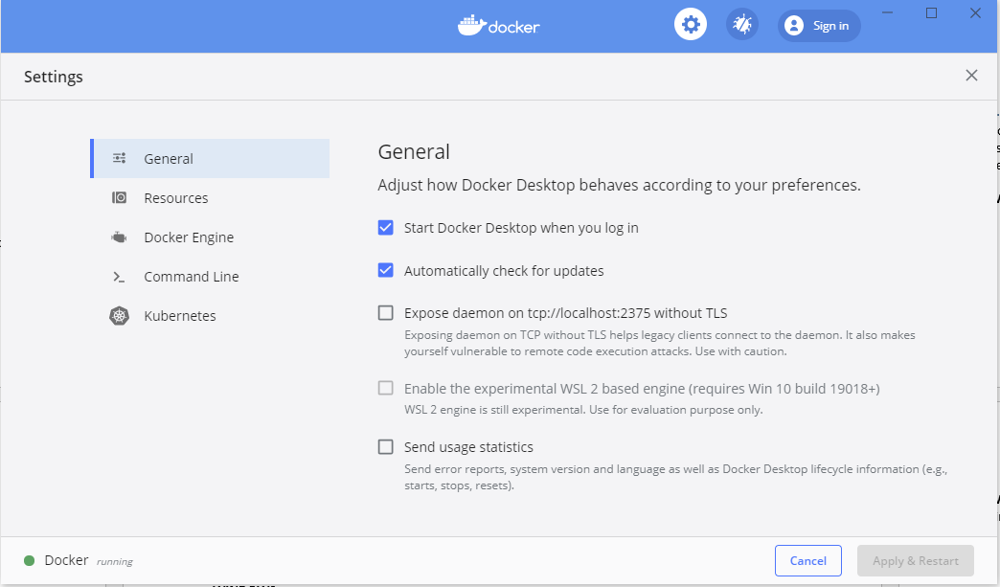 docker
Sign in
Settings
General
Resources
Docker Engine
Command Line
Kubernetes
General
Adjust how Docker Desktop behaves according to your preferences.
Start Docker Desktop when you log in
Automatically check for updates
Expose daemon on tcp://localhost:2375 without TLS
Exposing daemon on TCP without TLS helps legacy clients connect to the daemon. It also makes
yourself vulnerable to remote code execution attacks. Use with caution.
Enable the experimental WSL 2 based engine (requires Win 10 build 19018+)
WSL 2 engine is still experimental. Use for evaluation purpose only.
Send usage statistics
Send error reports, system version and language as well as Docker Desktop lifecycle information (e.g.,
starts, stops, resets).
Docker running
Cancel
Apply & Restart